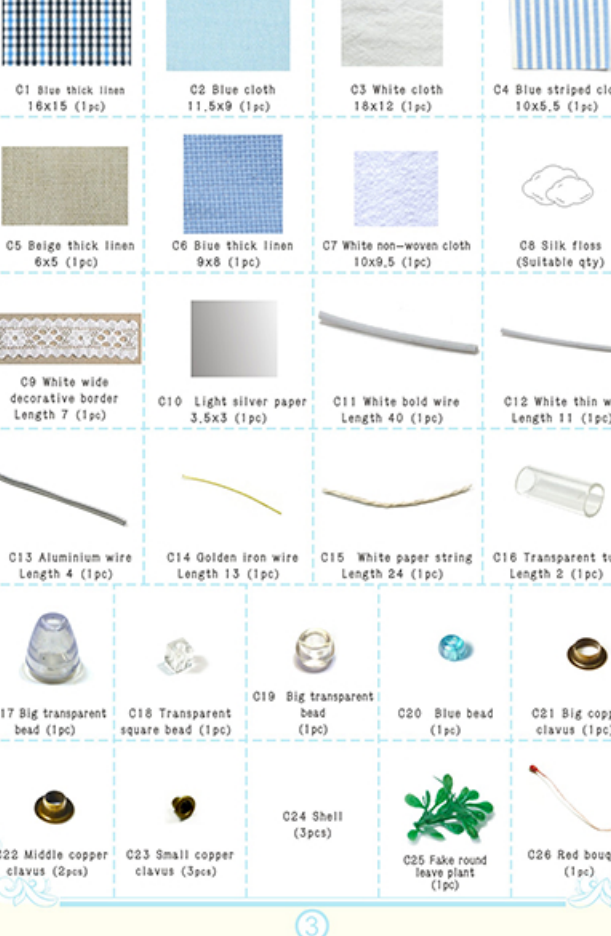 C1 Blue thick linen
16x15 (1pc)
C2 Blue cloth
11.5x9 (1pc)
C3 White cloth
18x12 (1pc)
C4 Blue striped
10x5.5 (1pc)
C5 Beige thick linen
6x5 (1pc)
C6 Blue thick linen
9x8 (1pc)
C7 White non-woven cloth
10x9.5 (1pc)
C8 Silk floss
(Suitable qty)
C9 White wide
decorative border
Length 7 (1pc)
C10 Light silver paper
3.5x3 (1pc)
C11 White bold wire
Length 40 (1pc)
C12 White thin
Length 11 (1pc)
C13 Aluminium wire
Length 4 (1pc)
C14 Golden iron wire
Length 13 (1pc)
C15 White paper string
Length 24 (1pc)
C16 Transparent
Length 2 (1pc)
17 Big transparent
bead (1pc)
C18 Transparent
square bead (1pc)
C19 Big transparent
bead
(1pc)
C20 Blue bead
(1pc)
C21 Big
clavus (1pc)
C22 Middle copper
clavus (2pcs)
C23 Small copper
clavus (3pcs)
C24 Shell
(3pcs)
C25 Fake round
leave plant
(1pc)
C26 Red
(1pc)
3